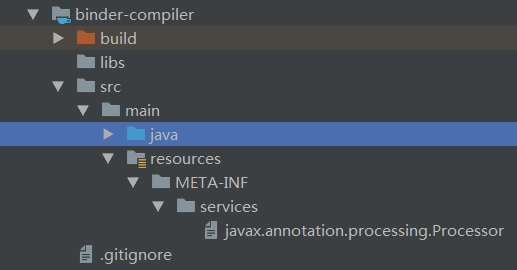 binder-compiler
build
libs
src
main
java
resources
META-INF
services
javax.annotation.processing.Processor
.gitignore